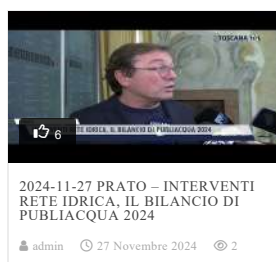 TOSCANA
6
RETE IDRICA, IL BILANCIO DI PUBLIACQUA 2024
2024-11-27 PRATO – INTERVENTI
RETE IDRICA, IL BILANCIO DI
PUBLIACQUA 2024
admin 27 Novembre 2024 2